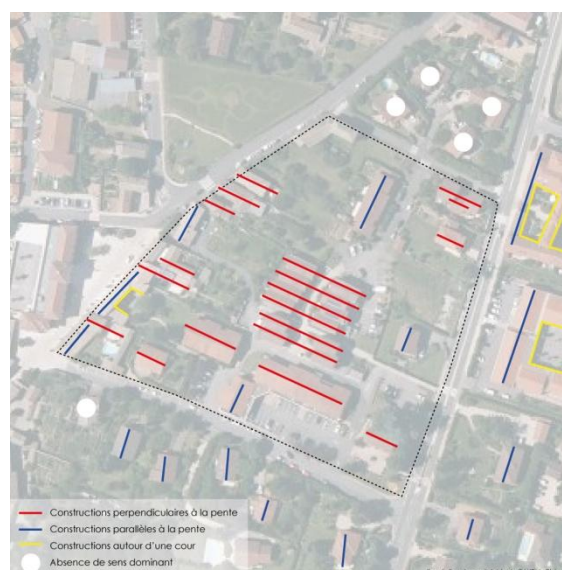 Constructions perpendiculaires à la pente
Constructions parallèles à la pente
Constructions autour d'une cour
Absence de sens dominant